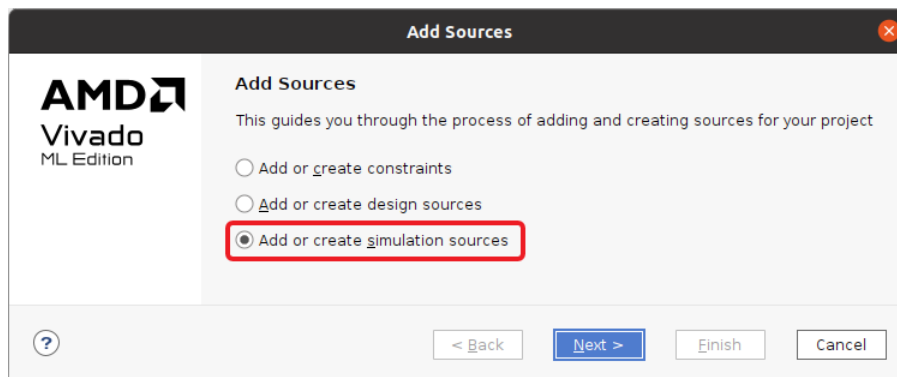 Add Sources
AMD
Vivado
ML Edition
Add Sources
This guides you through the process of adding and creating sources for your project
Add or create constraints
Add or create design sources
Add or create simulation sources
?
< Back
Next >
Finish
Cancel